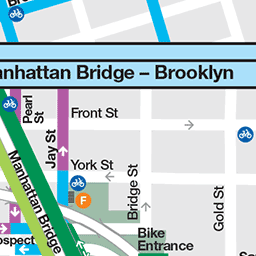 anhattan Bridge – Brooklyn
Pearl St
Front St
Jay St
York St
Manhattan Bridge
F
Bridge St
Gold St
Bike
Entrance
ospect